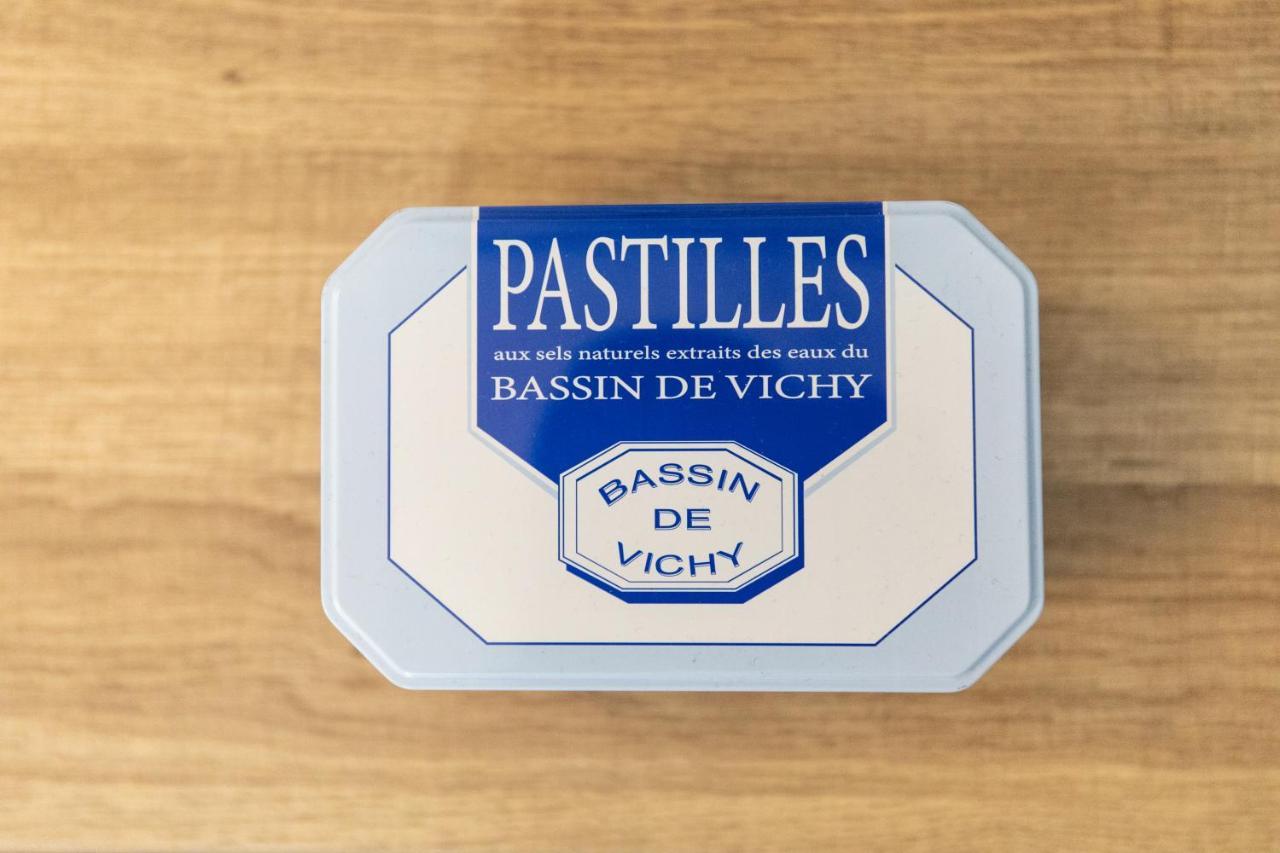 PASTILLES
aux sels naturels extraits des eaux du
BASSIN DE VICHY
BASSIN
DE
VICHY